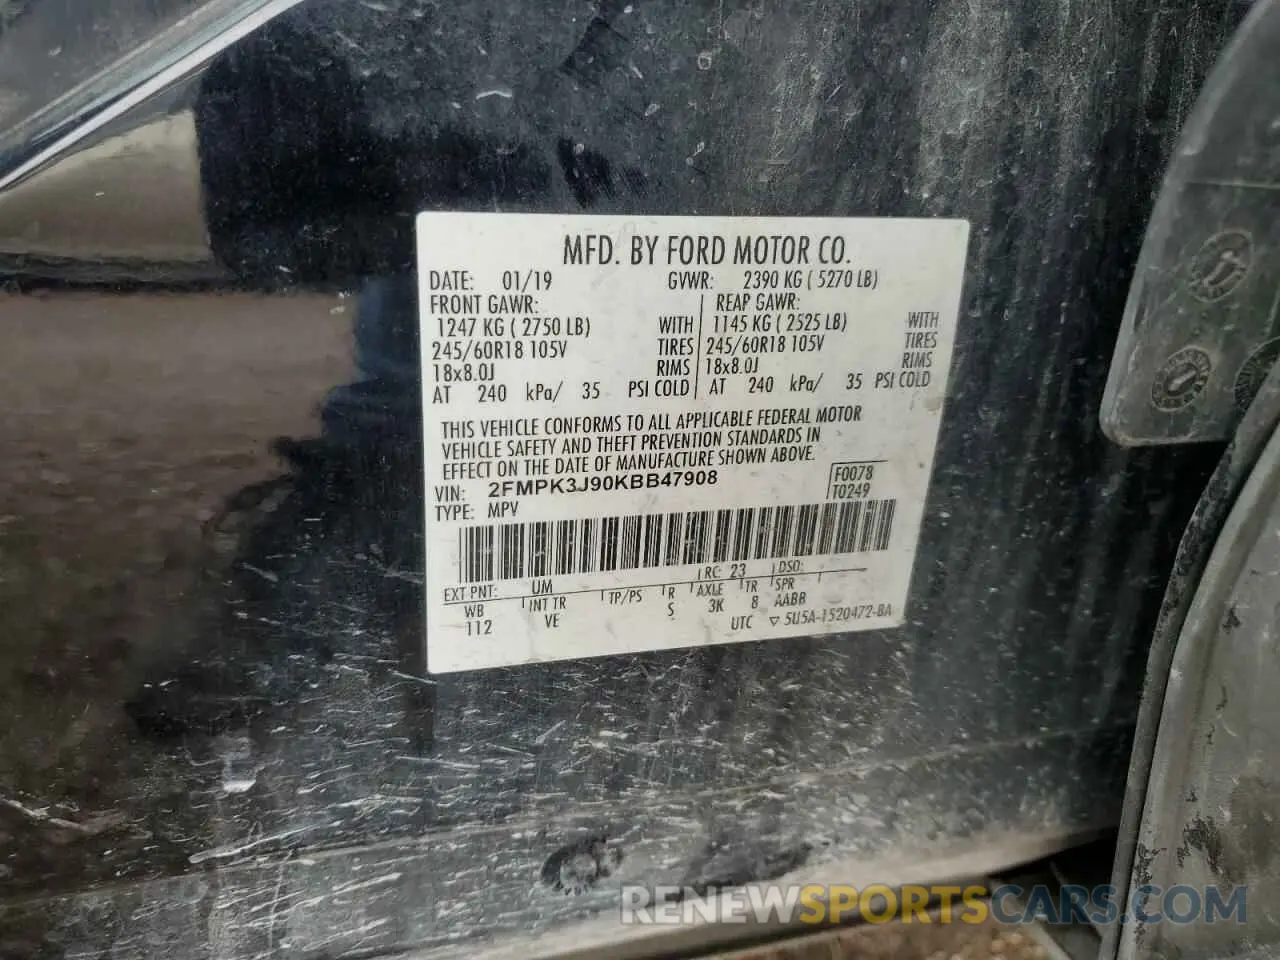 MFD. BY FORD MOTOR CO.
DATE: 01/19 GVWR: 2390 KG ( 5270 LB)
FRONT GAWR: REAP GAWR:
1247 KG ( 2750 LB) WITH 1145 KG ( 2525 LB) WITH
245/60R18 105V TIRES 245/60R18 105V TIRES
18x8.0J RIMS 18x8.0J RIMS
AT 240 kPa/ 35 PSI COLD AT 240 kPa/ 35 PSI COLD
THIS VEHICLE CONFORMS TO ALL APPLICABLE FEDERAL MOTOR
VEHICLE SAFETY AND THEFT PREVENTION STANDARDS IN
EFFECT ON THE DATE OF MANUFACTURE SHOWN ABOVE.
VIN: 2FMPK3J90KBB47908 F0078
TYPE: MPV T0249
EXT PNT: UM RC: 23 DSO:
WB INT TR TP/PS R AXLE TR SPR
112 VE S 3K 8 AABB
UTC ▽ 5U5A-1520472-BA
RENEWSPORTSCARS.COM